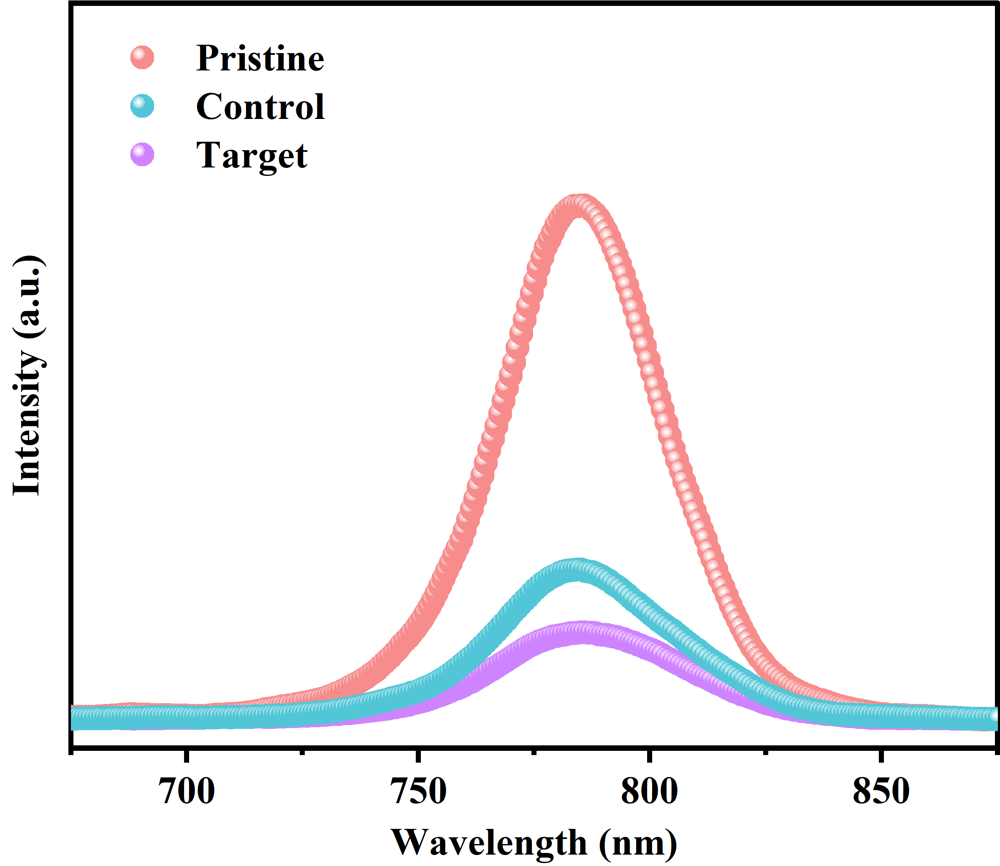 Pristine
Control
Target
Intensity (a.u.)
700
750
800
850
Wavelength (nm)